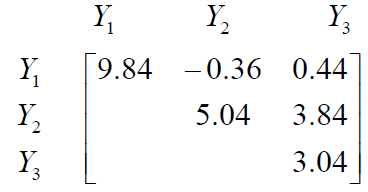 Y₁ Y₂ Y₃
Y₁ 9.84 −0.36 0.44
Y₂ 5.04 3.84
Y₃ 3.04